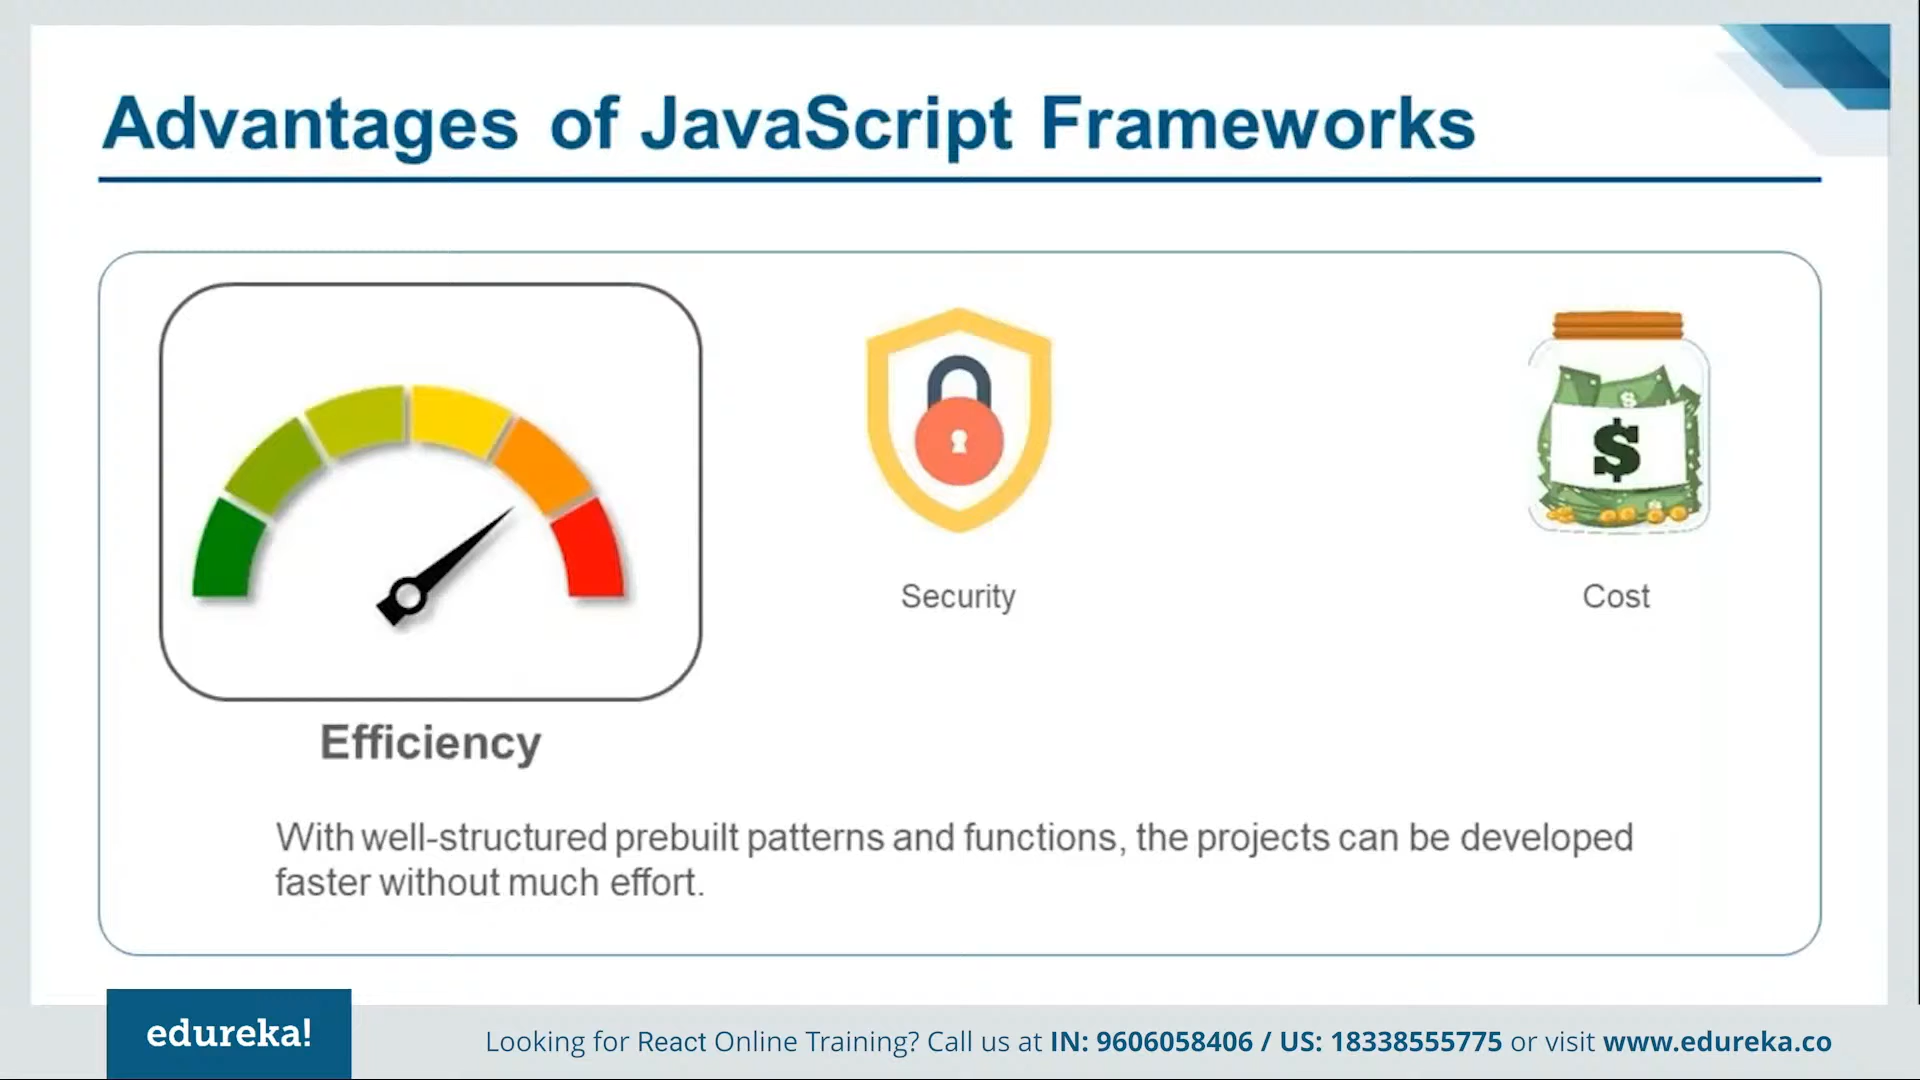 Advantages of JavaScript Frameworks
$
$
Security
Cost
Efficiency
With well-structured prebuilt patterns and functions, the projects can be developed
faster without much effort.
edureka!
Looking for React Online Training? Call us at IN: 9606058406 / US: 18338555775 or visit www.edureka.co